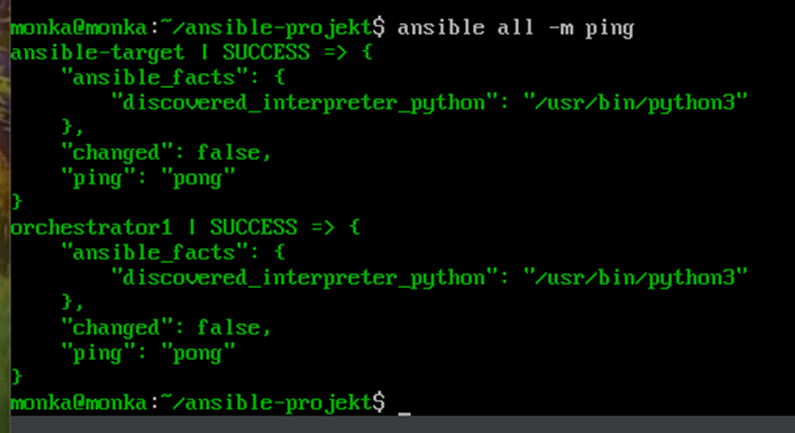 monka@monka:~/ansible-projekt$ ansible all -m ping
ansible-target | SUCCESS => {
    "ansible_facts": {
        "discovered_interpreter_python": "/usr/bin/python3"
    },
    "changed": false,
    "ping": "pong"
}
orchestrator1 | SUCCESS => {
    "ansible_facts": {
        "discovered_interpreter_python": "/usr/bin/python3"
    },
    "changed": false,
    "ping": "pong"
}
monka@monka:~/ansible-projekt$ _